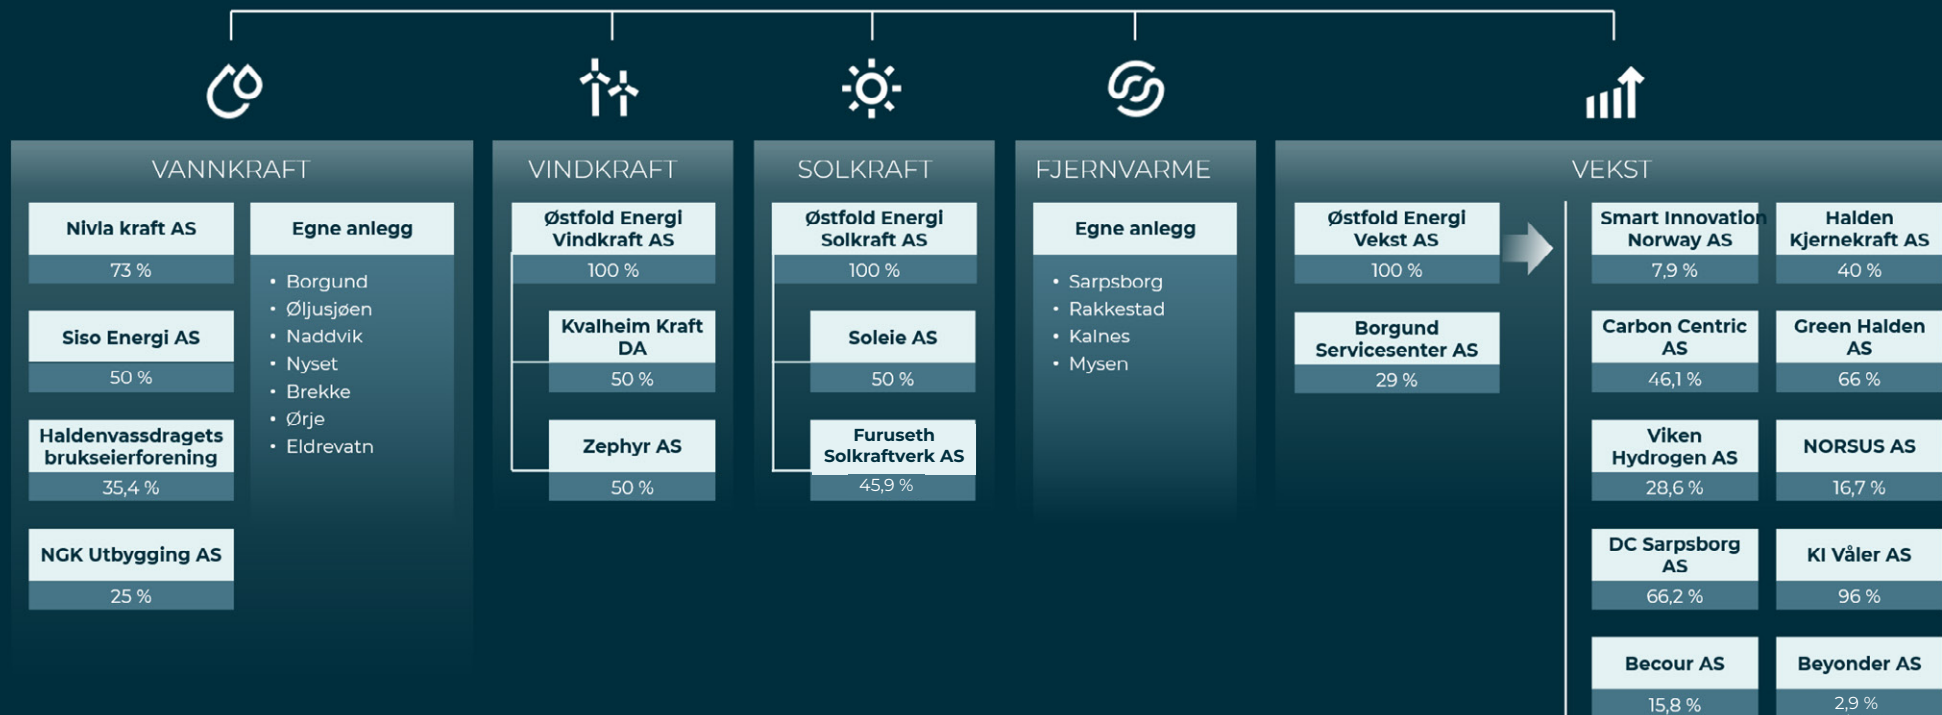 VANNKRAFT
Nivla kraft AS
73 %
Siso Energi AS
50 %
Haldenvassdragets
brukseierforening
35,4 %
NGK Utbygging AS
25 %
Egne anlegg
• Borgund
• Øljusjøen
• Naddvik
• Nyset
• Brekke
• Ørje
• Eldrevatn
VINDKRAFT
Østfold Energi
Vindkraft AS
100 %
Kvalheim Kraft
DA
50 %
Zephyr AS
50 %
SOLKRAFT
Østfold Energi
Solkraft AS
100 %
Soleie AS
50 %
Furuseth
Solkraftverk AS
45,9 %
FJERNVARME
Egne anlegg
• Sarpsborg
• Rakkestad
• Kalnes
• Mysen
VEKST
Østfold Energi
Vekst AS
100 %
Borgund
Servicesenter AS
29 %
Smart Innovation
Norway AS
7,9 %
Halden
Kjernekraft AS
40 %
Carbon Centric
AS
46,1 %
Green Halden
AS
66 %
Viken
Hydrogen AS
28,6 %
NORSUS AS
16,7 %
DC Sarpsborg
AS
66,2 %
KI Våler AS
96 %
Becour AS
15,8 %
Beyonder AS
2,9 %